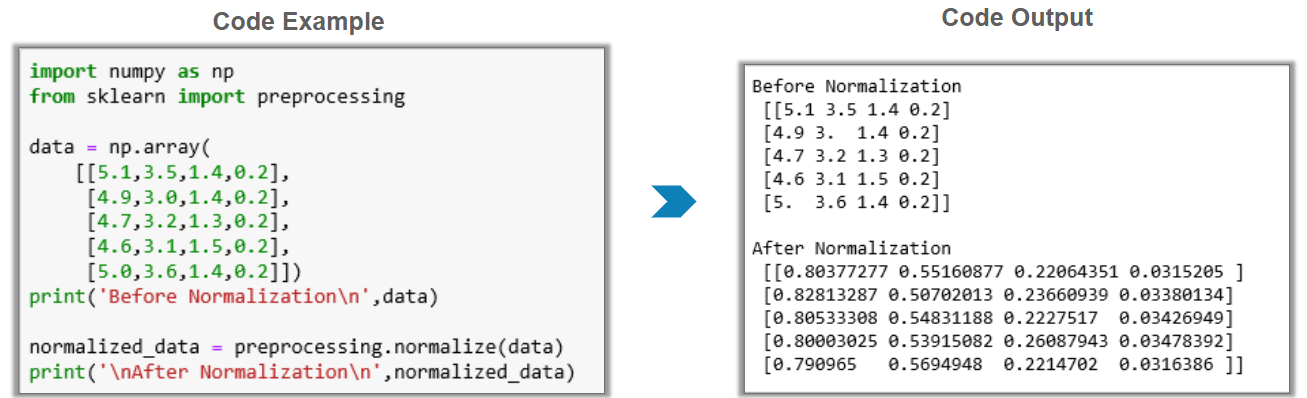 Code Example
import numpy as np
from sklearn import preprocessing
data = np.array(
[[5.1,3.5,1.4,0.2],
[4.9,3.0,1.4,0.2],
[4.7,3.2,1.3,0.2],
[4.6,3.1,1.5,0.2],
[5.0,3.6,1.4,0.2]])
print('Before Normalization\n',data)
normalized_data = preprocessing.normalize(data)
print('\nAfter Normalization\n',normalized_data)
Code Output
Before Normalization
[[5.1 3.5 1.4 0.2]
[4.9 3.  1.4 0.2]
[4.7 3.2 1.3 0.2]
[4.6 3.1 1.5 0.2]
[5.  3.6 1.4 0.2]]
After Normalization
[[0.80377277 0.55160877 0.22064351 0.0315205 ]
[0.82813287 0.50702013 0.23660939 0.03380134]
[0.80533308 0.54831188 0.2227517  0.03426949]
[0.80003025 0.53915082 0.26087943 0.03478392]
[0.790965   0.5694948  0.2214702  0.0316386 ]]